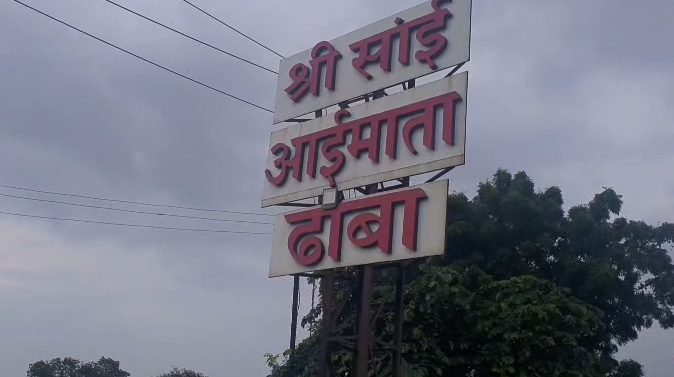 श्री सांई
आईमाता
ढाबा